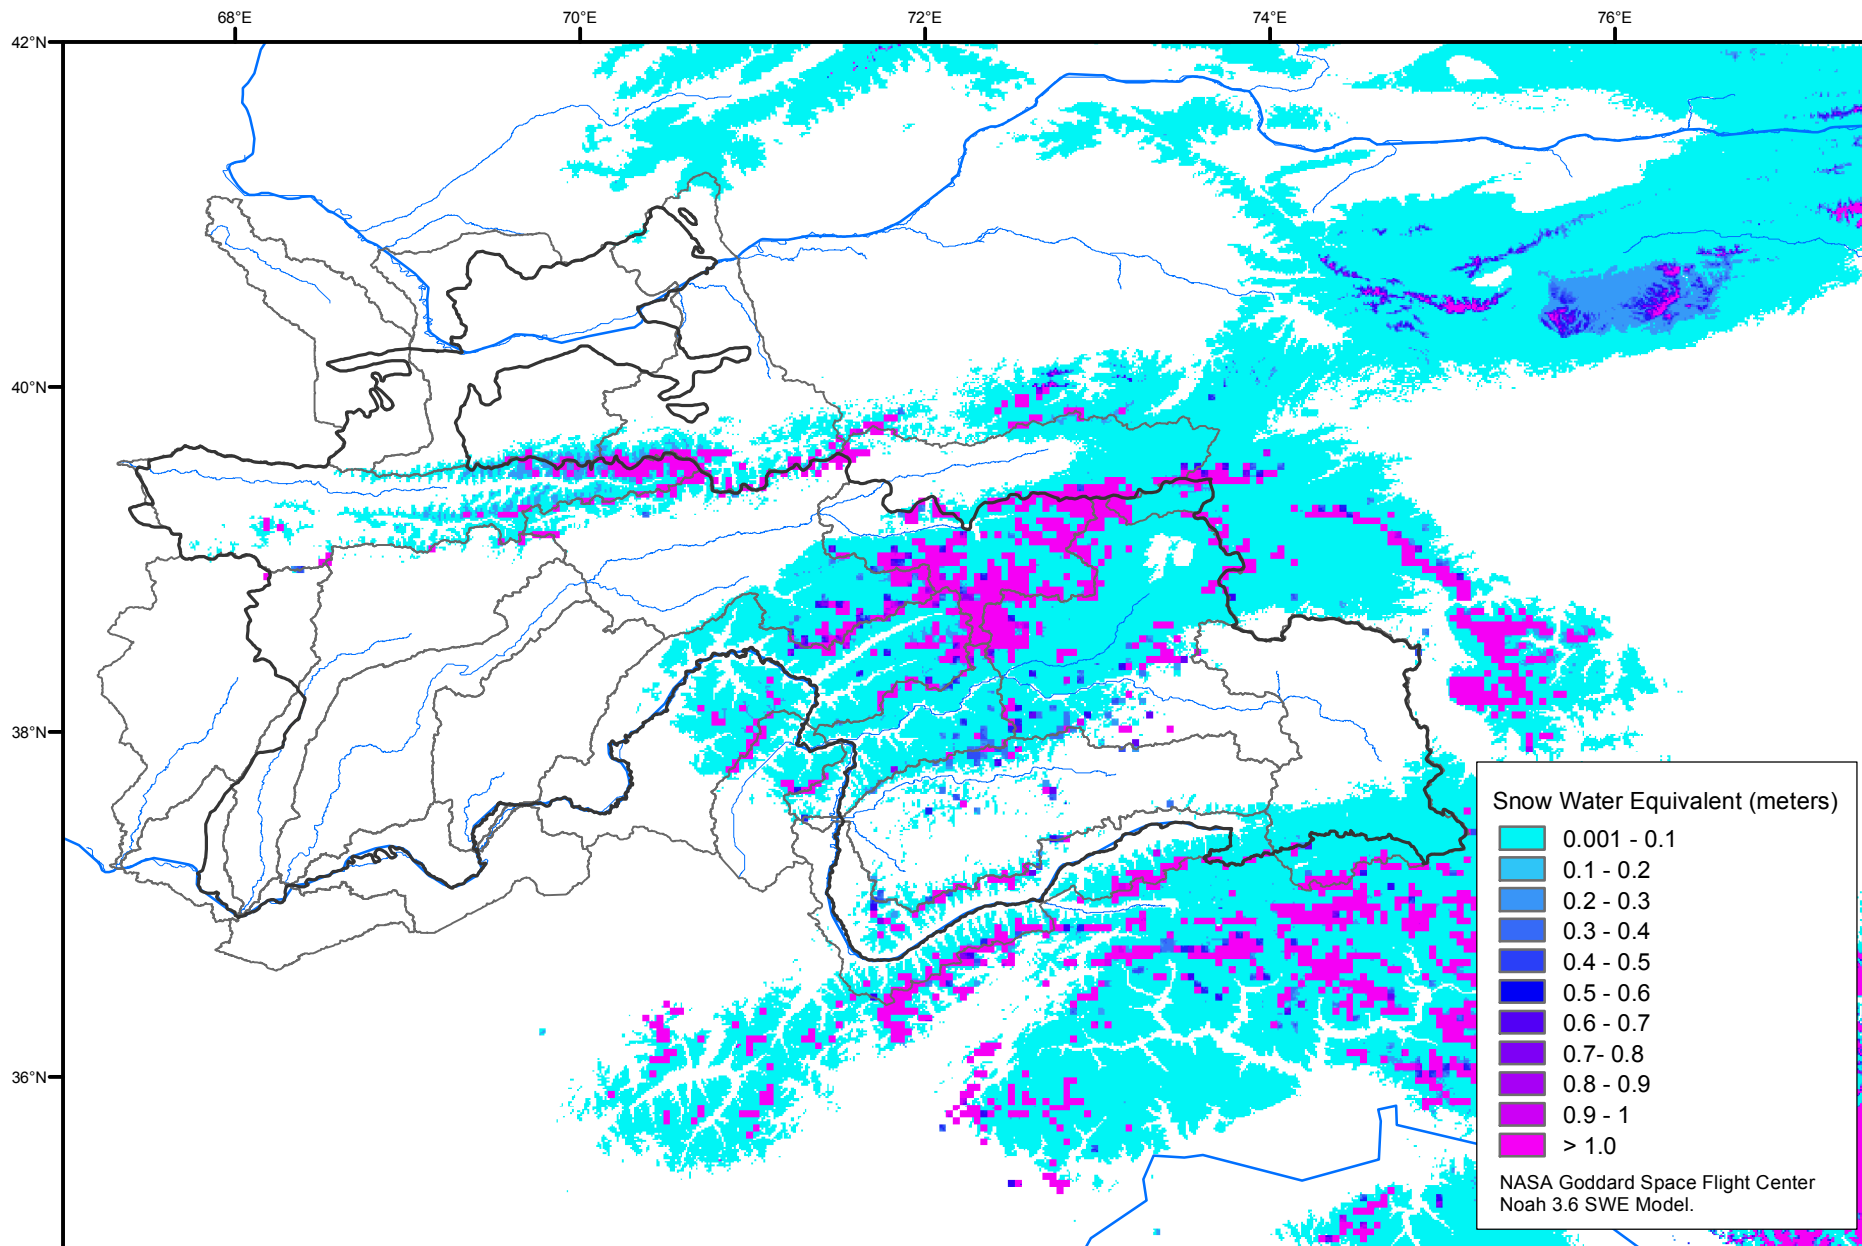 68°E 70°E 72°E 74°E 76°E
42°N
40°N
38°N
36°N
Snow Water Equivalent (meters)
0.001 - 0.1
0.1 - 0.2
0.2 - 0.3
0.3 - 0.4
0.4 - 0.5
0.5 - 0.6
0.6 - 0.7
0.7- 0.8
0.8 - 0.9
0.9 - 1
> 1.0
NASA Goddard Space Flight Center
Noah 3.6 SWE Model.